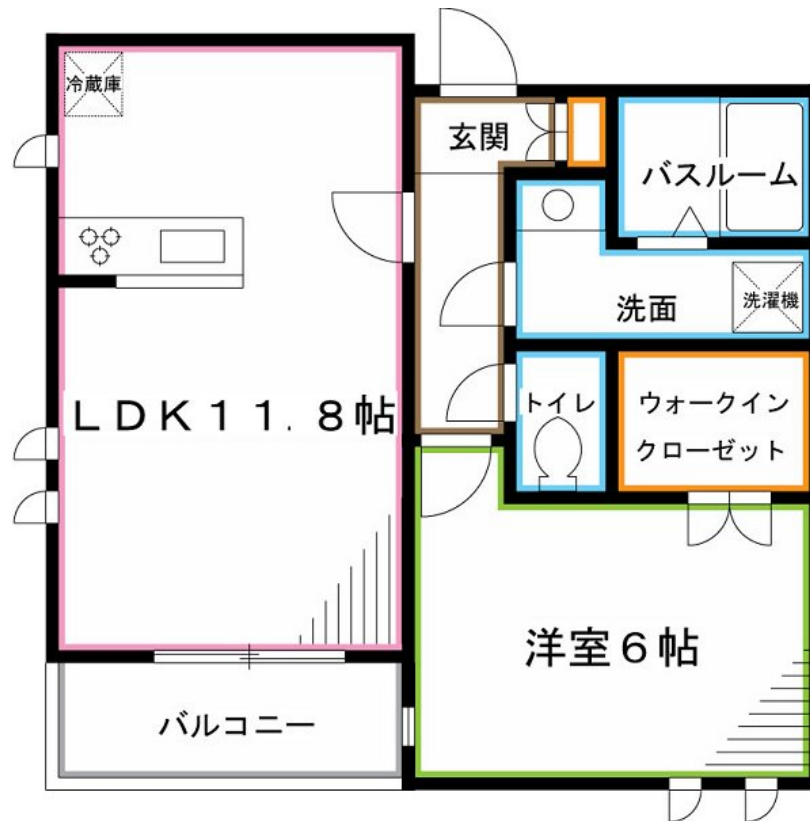 冷蔵庫
玄関
バスルーム
洗面
洗濯機
LDK11.8帖
トイレ
ウォークイン
クローゼット
洋室6帖
バルコニー